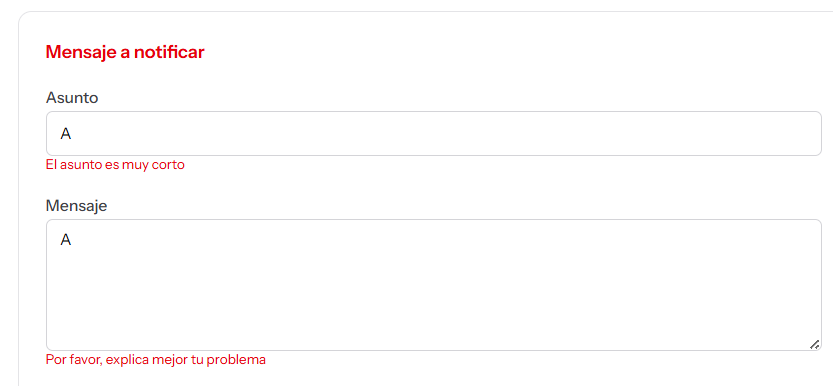 Mensaje a notificar
Asunto
A
El asunto es muy corto
Mensaje
A
Por favor, explica mejor tu problema